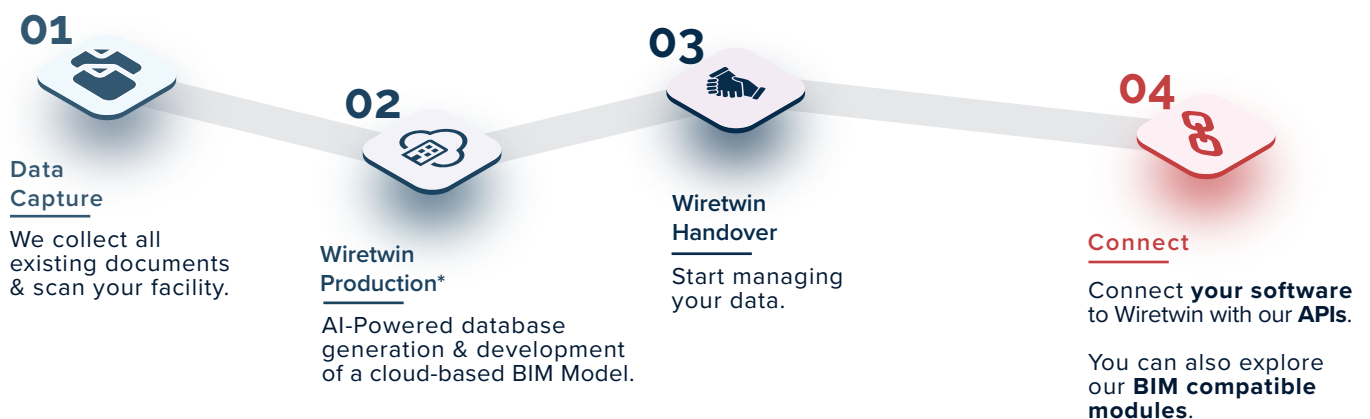 01
Data
Capture
We collect all
existing documents
& scan your facility.
02
Wiretwin
Production*
AI-Powered database
generation & development
of a cloud-based BIM Model.
03
Wiretwin
Handover
Start managing
your data.
04
Connect
Connect your software
to Wiretwin with our APIs.
You can also explore
our BIM compatible
modules.